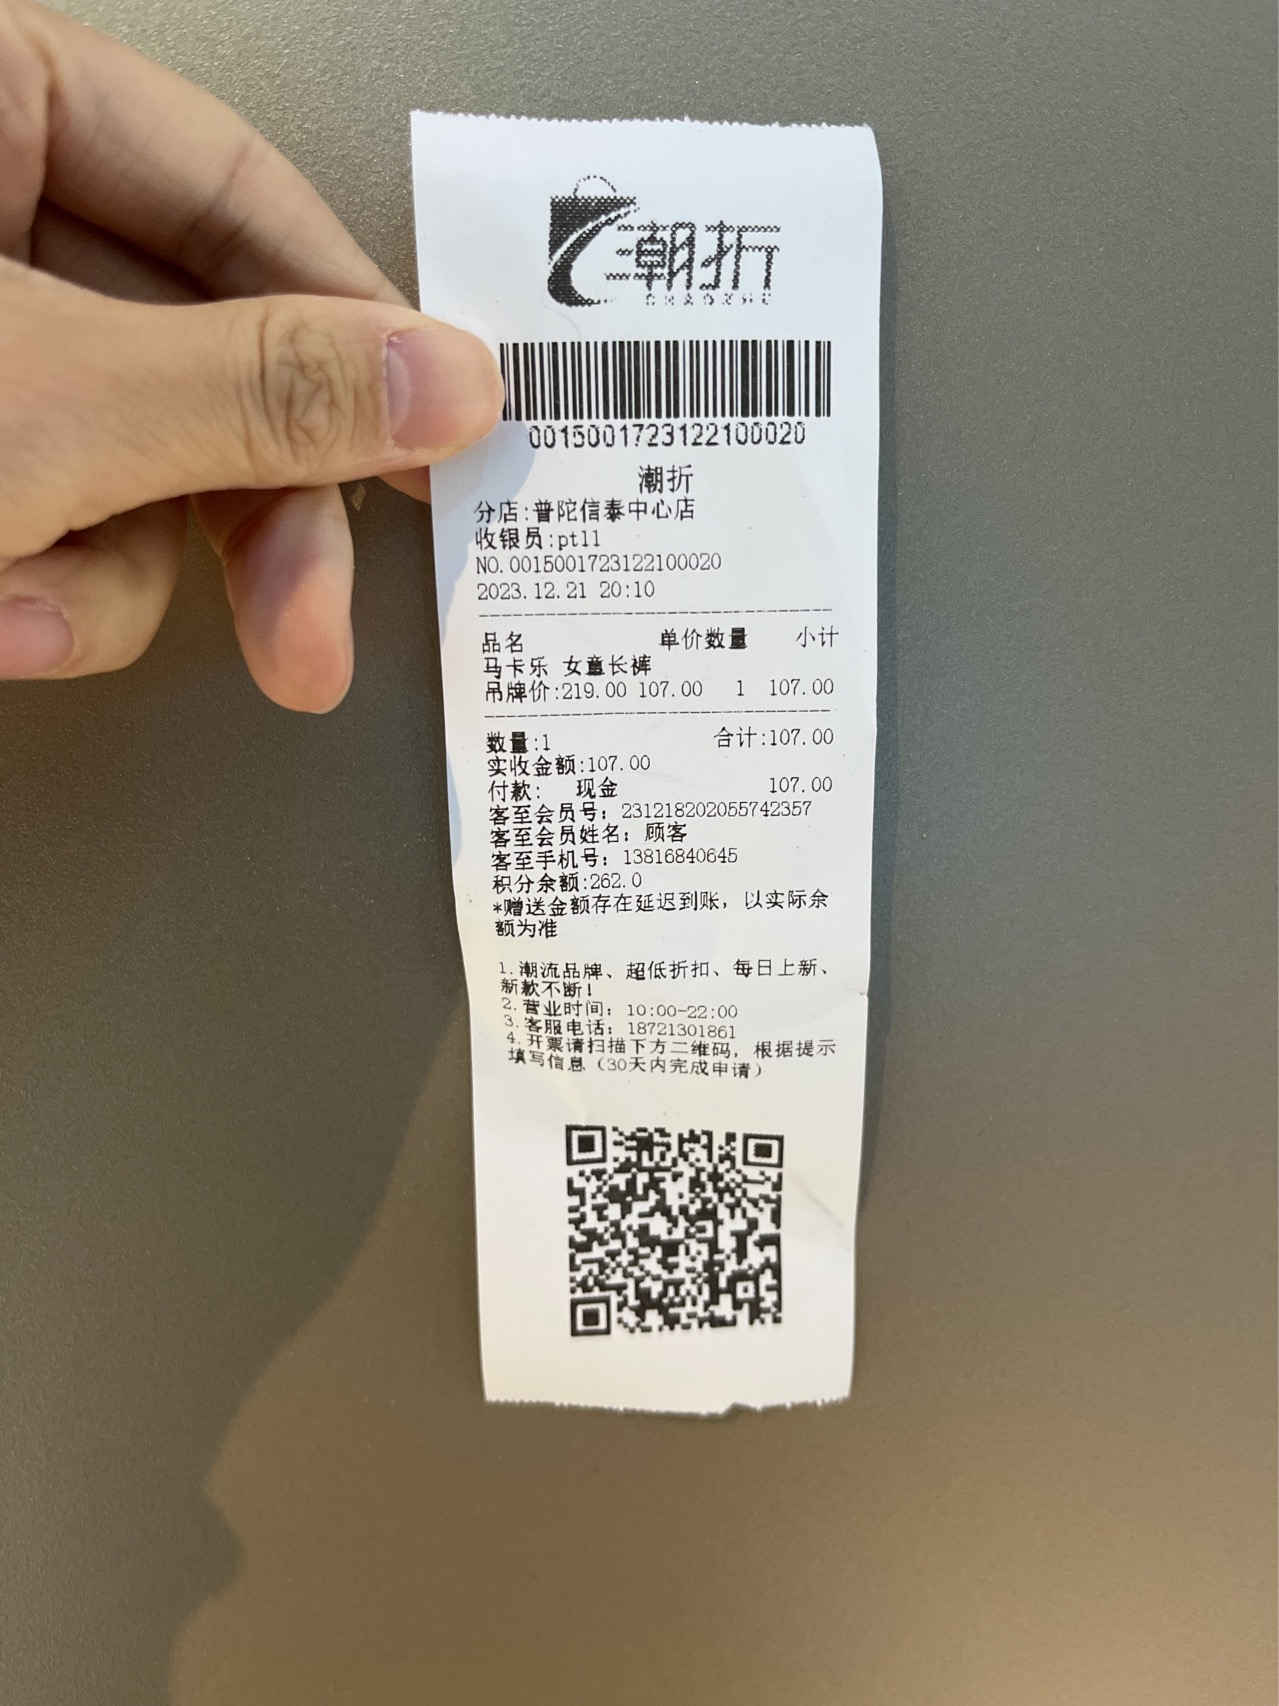 潮折
CHAOZHE
0015001723122100020
潮折
分店:普陀信泰中心店
收银员:pt11
NO.0015001723122100020
2023.12.21 20:10
品名 单价数量 小计
马卡乐 女童长裤
吊牌价:219.00 107.00 1 107.00
数量:1 合计:107.00
实收金额:107.00
付款: 现金 107.00
客至会员号: 231218202055742357
客至会员姓名: 顾客
客至手机号: 13816840645
积分余额:262.0
*赠送金额存在延迟到账，以实际余
额为准
1.潮流品牌、超低折扣、每日上新、
新款不断!
2.营业时间: 10:00-22:00
3.客服电话: 18721301861
4.开票请扫描下方二维码，根据提示
填写信息（30天内完成申请）